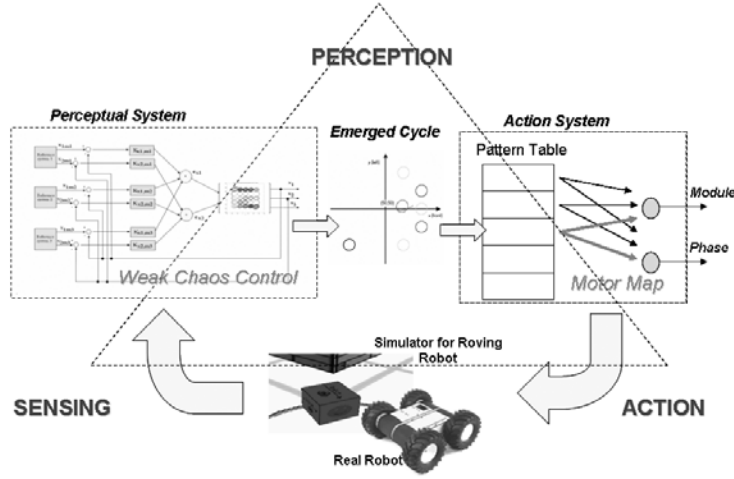 PERCEPTION
Perceptual System
Emerged Cycle
Action System
Pattern Table
Module
Phase
Weak Chaos Control
Motor Map
Simulator for Roving
Robot
SENSING
ACTION
Real Robot